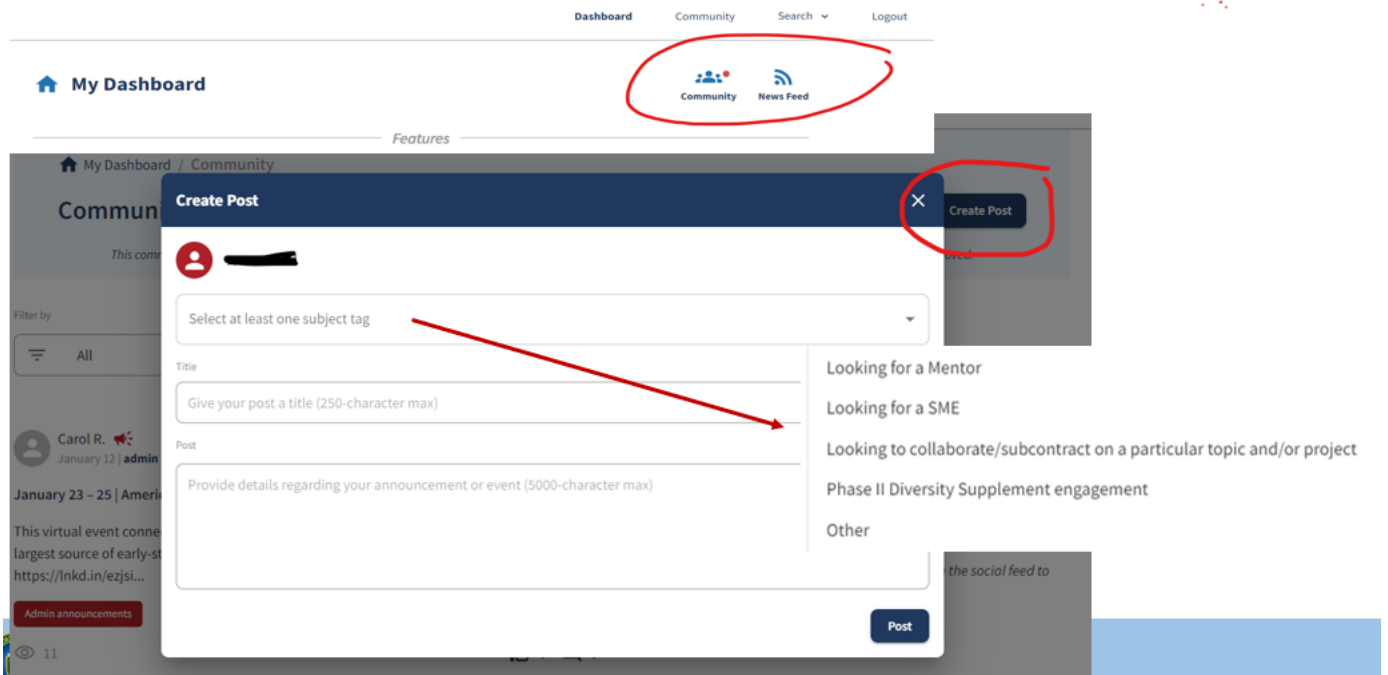 Dashboard Community Search Logout
My Dashboard
Community News Feed
Features
My Dashboard / Community
Communi
Create Post
Create Post
This comm
oved.
Select at least one subject tag
Filter by
All
Title
Give your post a title (250-character max)
Looking for a Mentor
Looking for a SME
Looking to collaborate/subcontract on a particular topic and/or project
Phase II Diversity Supplement engagement
Other
Carol R.
January 12 | admin
Post
Provide details regarding your announcement or event (5000-character max)
January 23 – 25 | Ameri
This virtual event conne
largest source of early-st
https://lnkd.in/ezjsi...
the social feed to
Admin announcements
Post
11